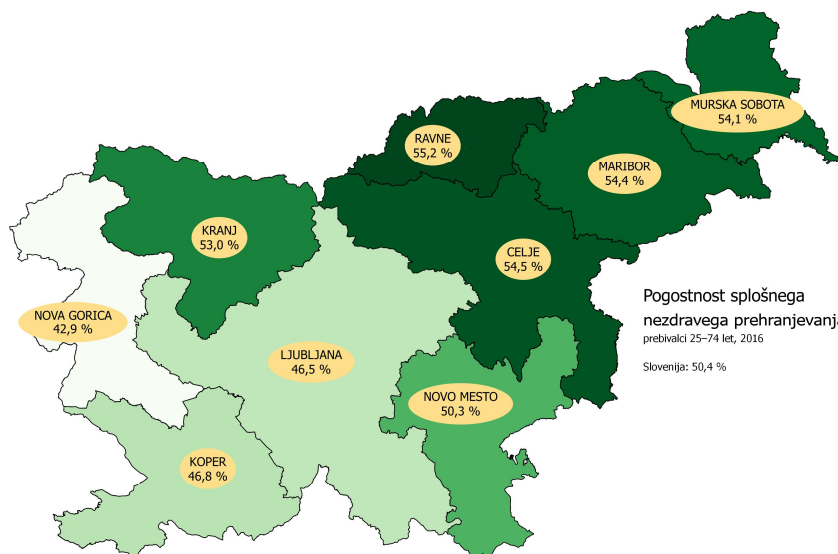 MURSKA SOBOTA
54,1 %
RAVNE
55,2 %
MARIBOR
54,4 %
KRANJ
53,0 %
CELJE
54,5 %
NOVA GORICA
42,9 %
LJUBLJANA
46,5 %
NOVO MESTO
50,3 %
KOPER
46,8 %
Pogostnost splošnega
nezdravega prehranjevanja
prebivalci 25–74 let, 2016
Slovenija: 50,4 %